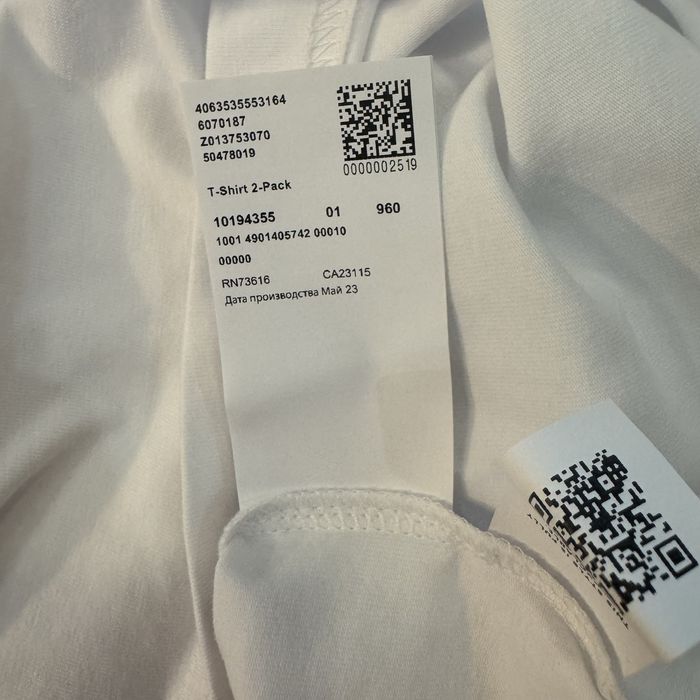 4063535553164
6070187
Z013753070
50478019
0000002519
T-Shirt 2-Pack
10194355 01 960
1001 4901405742 00010
00000
RN73616 CA23115
Дата производства Май 23